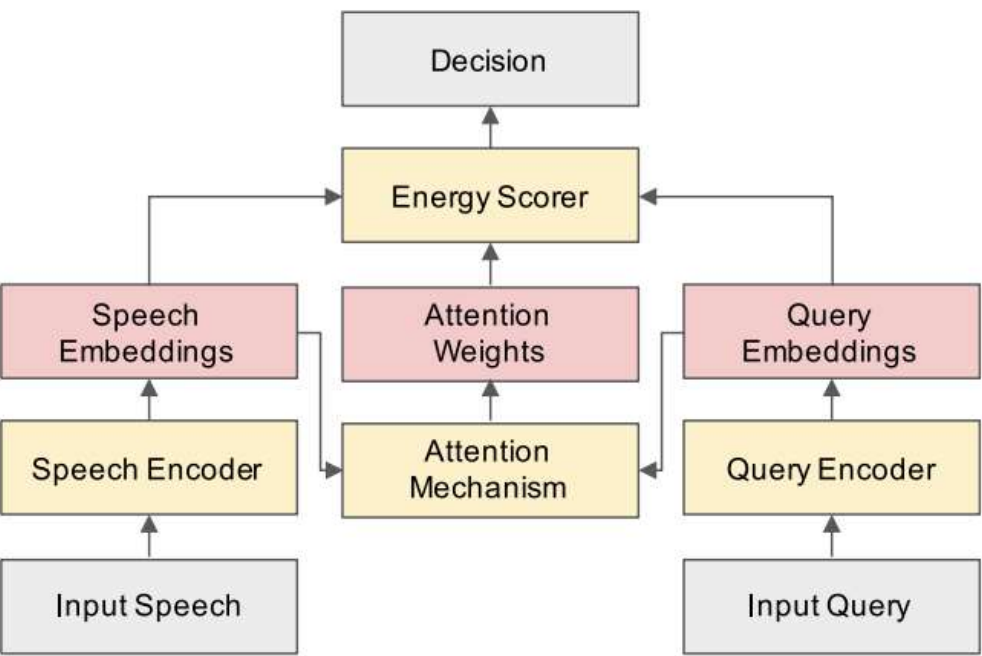 Decision
Energy Scorer
Speech
Embeddings
Attention
Weights
Query
Embeddings
Speech Encoder
Attention
Mechanism
Query Encoder
Input Speech
Input Query